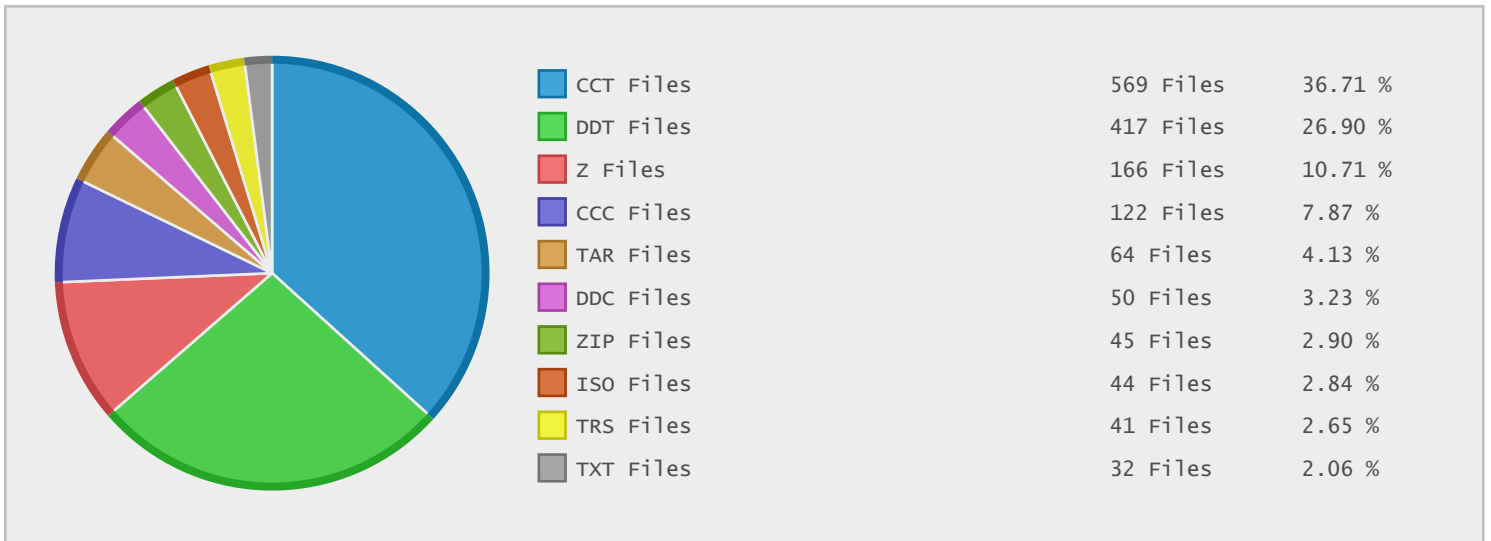 CCT Files 569 Files 36.71 %
DDT Files 417 Files 26.90 %
Z Files 166 Files 10.71 %
CCC Files 122 Files 7.87 %
TAR Files 64 Files 4.13 %
DDC Files 50 Files 3.23 %
ZIP Files 45 Files 2.90 %
ISO Files 44 Files 2.84 %
TRS Files 41 Files 2.65 %
TXT Files 32 Files 2.06 %